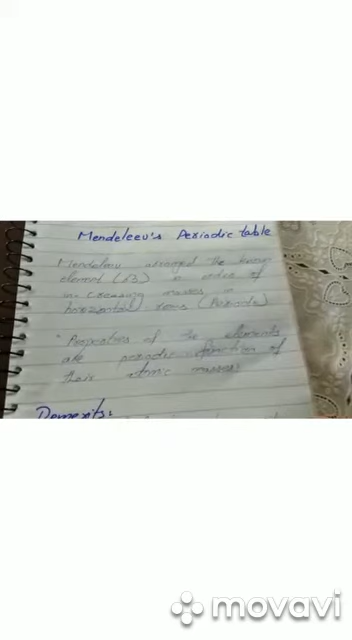 Mendeleev's Periodic table
Mendeleev arranged the known
element (63) in order of
increasing masses in
horizontal rows (Periods)
"Properties of the elements
are periodic function of
their atomic masses"
Demerits:
movavi